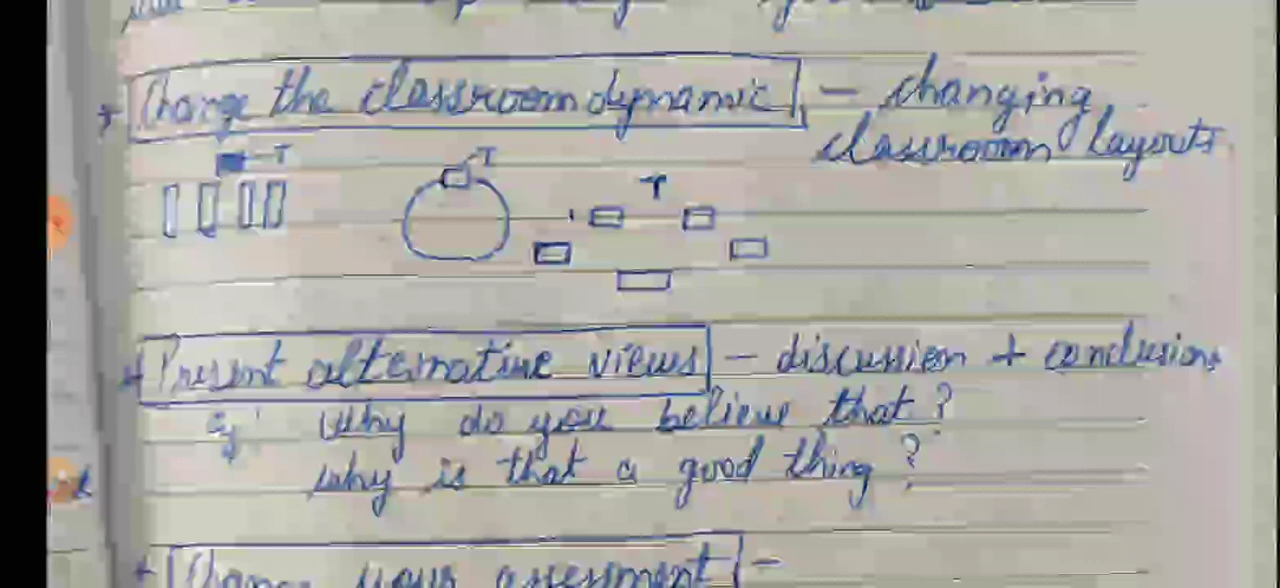 + Change the classroom dynamic - changing
classroom layouts
T
T
T
+ Present alternative views - discussion + conclusions
eg: Why do you believe that?
Why is that a good thing?
+ Change your assessment -